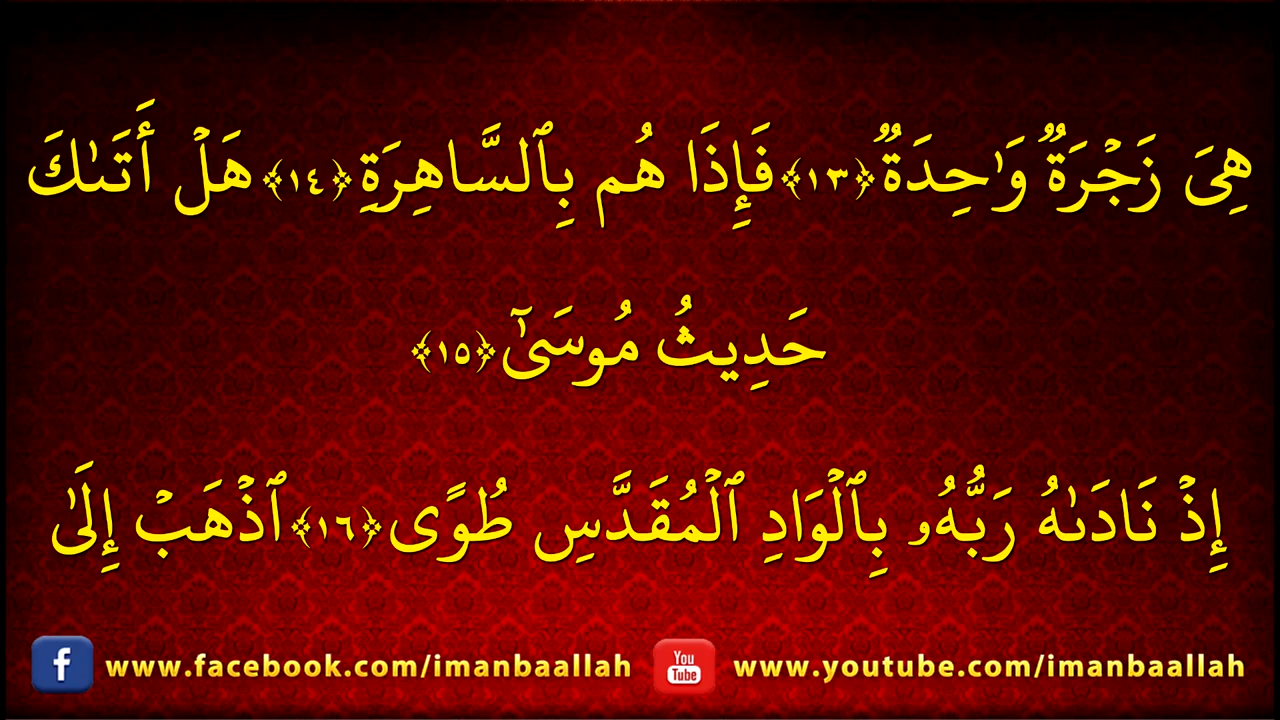 هِىَ زَجْرَةٌ وَٰحِدَةٌ ﴿١٣﴾ فَإِذَا هُم بِٱلسَّاهِرَةِ ﴿١٤﴾ هَلْ أَتَىٰكَ
حَدِيثُ مُوسَىٰٓ ﴿١٥﴾
إِذْ نَادَىٰهُ رَبُّهُۥ بِٱلْوَادِ ٱلْمُقَدَّسِ طُوًى ﴿١٦﴾ ٱذْهَبْ إِلَىٰ
f www.facebook.com/imanbaallah You Tube www.youtube.com/imanbaallah